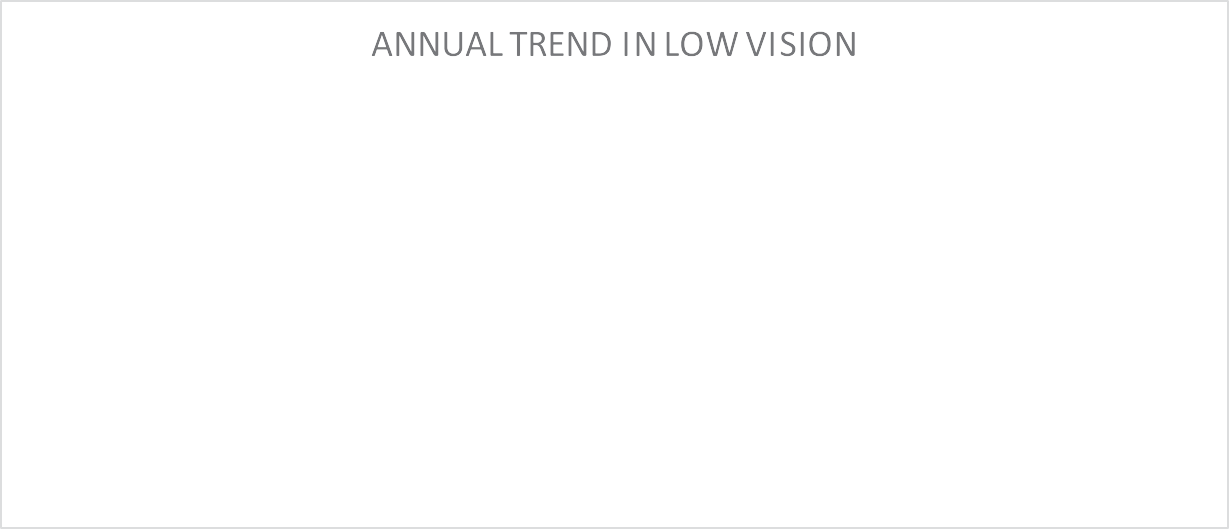 ANNUAL TREND IN LOW VISION